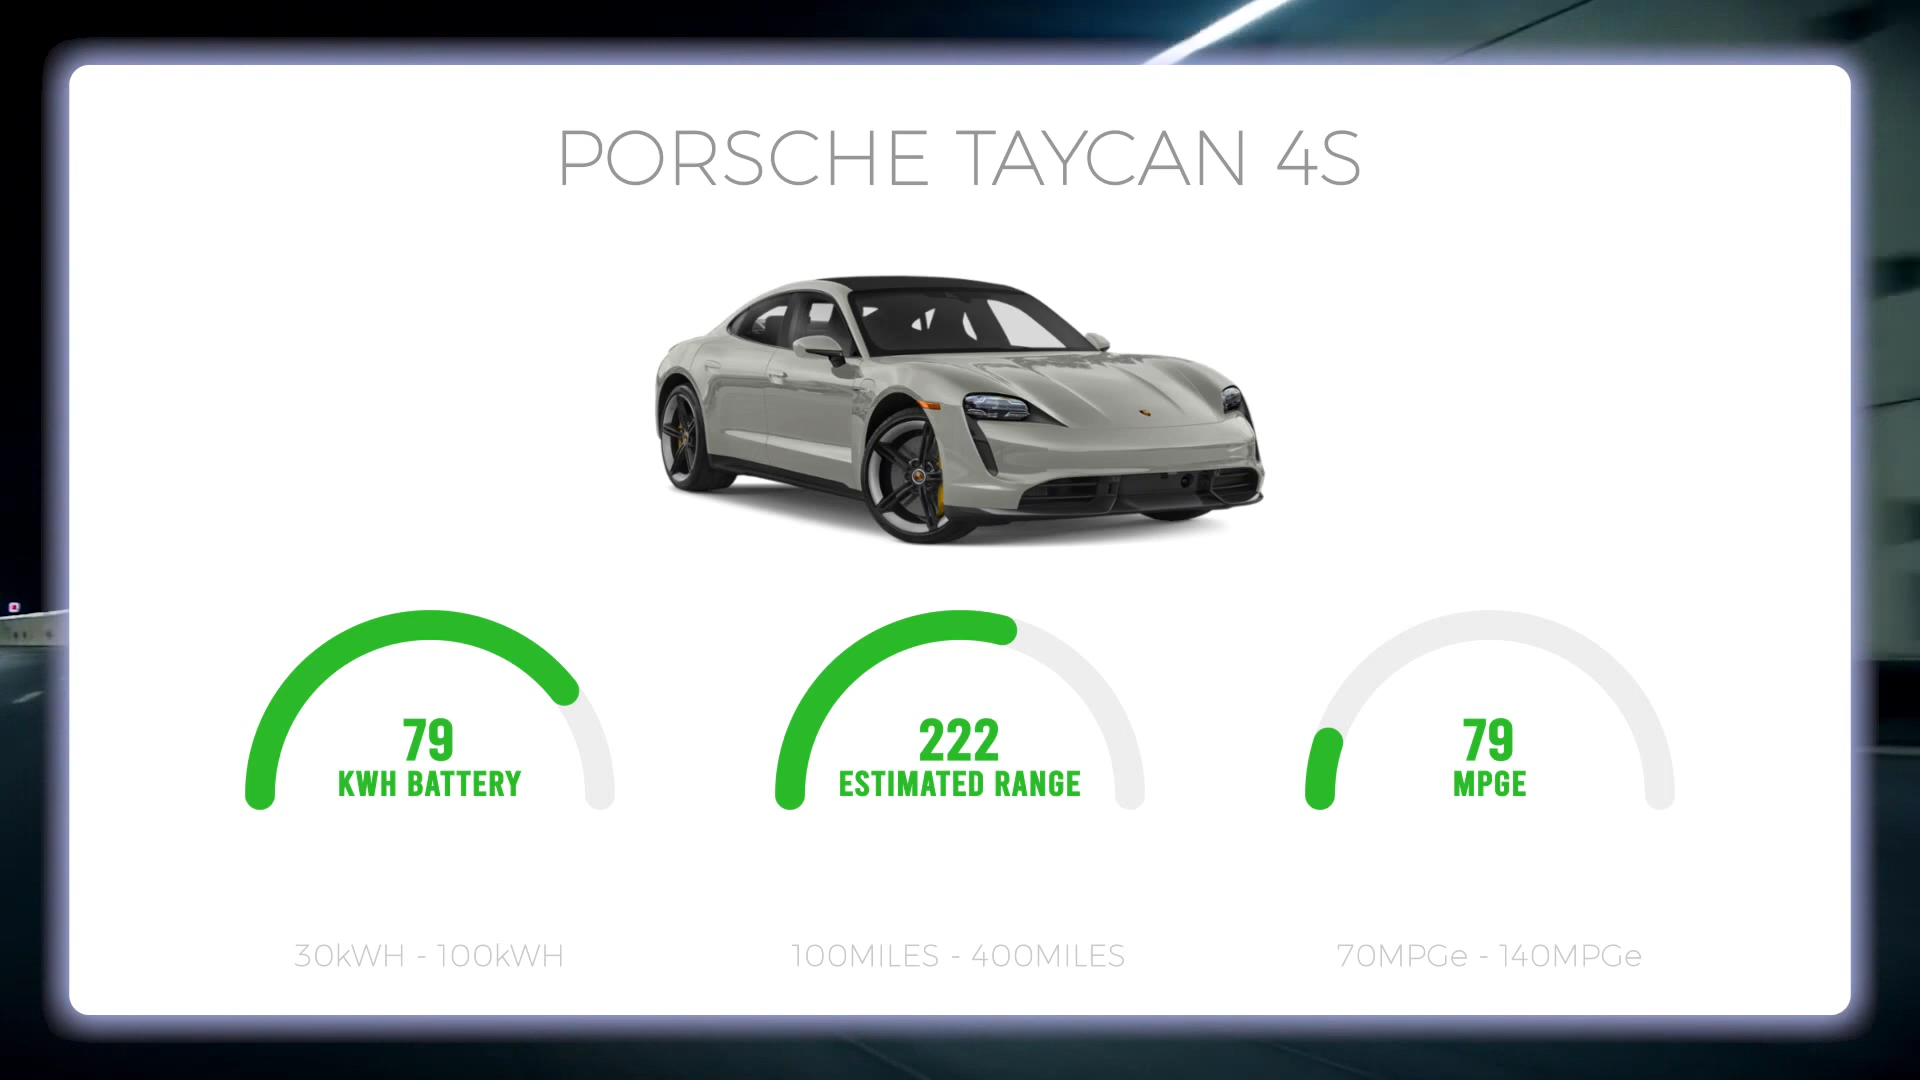 PORSCHE TAYCAN 4S
79
KWH BATTERY
222
ESTIMATED RANGE
79
MPGE
30kWH - 100kWH
100MILES - 400MILES
70MPGe - 140MPGe